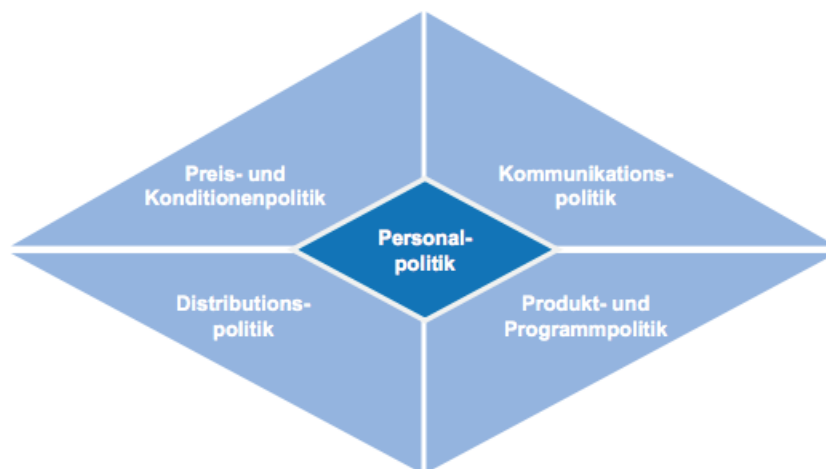 Preis- und
Konditionenpolitik
Kommunikations-
politik
Personal-
politik
Distributions-
politik
Produkt- und
Programmpolitik